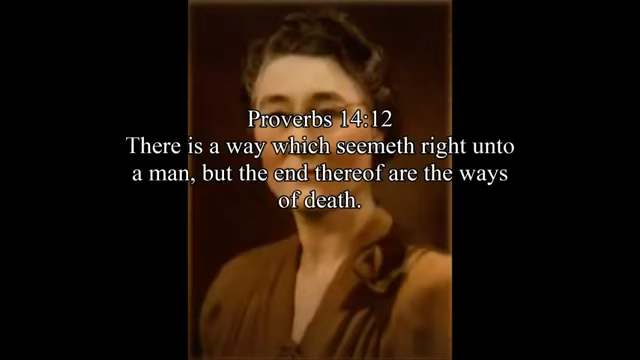 Proverbs 14:12
There is a way which seemeth right unto
a man, but the end thereof are the ways
of death.